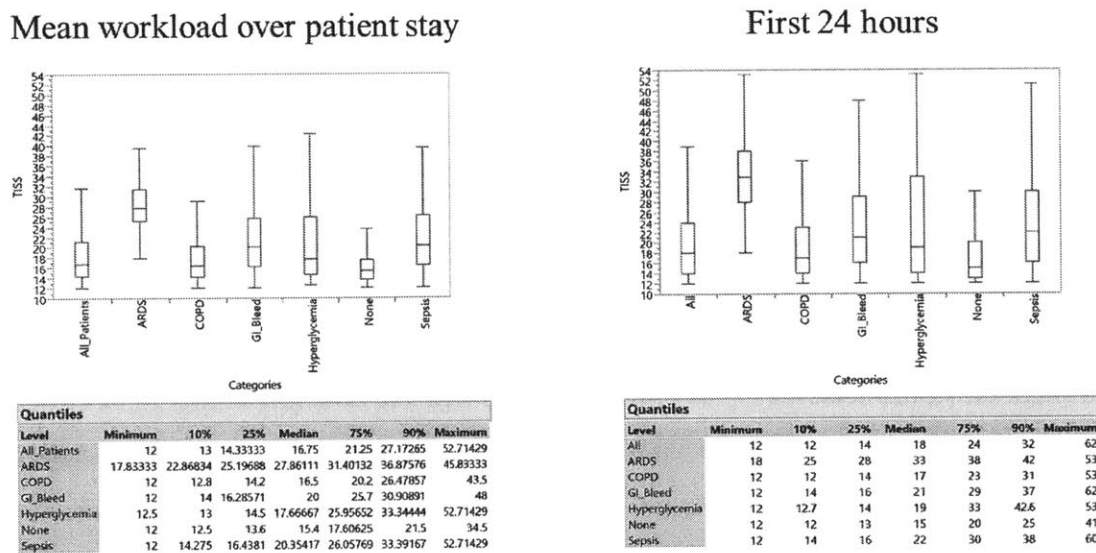 Mean workload over patient stay
First 24 hours
54
52
50
48
46
44
42
40
38
36
34
32
30
28
26
24
22
20
18
16
14
12
10
TISS
All_Patients
ARDS
COPD
GI_Bleed
Hyperglycemia
None
Sepsis
Categories
Quantiles
Level Minimum 10% 25% Median 75% 90% Maximum
All_Patients 12 13 14.33333 16.75 21.25 27.17265 52.71429
ARDS 17.83333 22.86834 25.19688 27.86111 31.40132 36.87576 45.83333
COPD 12 12.8 14.2 16.5 20.2 26.47857 43.5
GI_Bleed 12 14 16.28571 20 25.7 30.90891 48
Hyperglycemia 12.5 13 14.5 17.66667 25.95652 33.34444 52.71429
None 12 12.5 13.6 15.4 17.60625 21.5 34.5
Sepsis 12 14.275 16.4381 20.35417 26.05769 33.39167 52.71429
54
52
50
48
46
44
42
40
38
36
34
32
30
28
26
24
22
20
18
16
14
12
10
TISS
All
ARDS
COPD
GI_Bleed
Hyperglycemia
None
Sepsis
Categories
Quantiles
Level Minimum 10% 25% Median 75% 90% Maximum
All 12 12 14 18 24 32 62
ARDS 18 25 28 33 38 42 53
COPD 12 12 14 17 23 31 53
GI_Bleed 12 14 16 21 29 37 62
Hyperglycemia 12 12.7 14 19 33 42.6 53
None 12 12 13 15 20 25 41
Sepsis 12 14 16 22 30 38 60